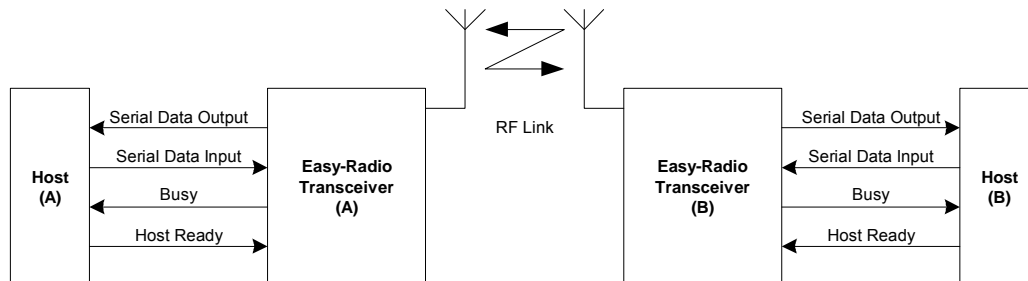 RF Link
Host
(A)
Serial Data Output
Serial Data Input
Busy
Host Ready
Easy-Radio
Transceiver
(A)
Easy-Radio
Transceiver
(B)
Serial Data Output
Serial Data Input
Busy
Host Ready
Host
(B)